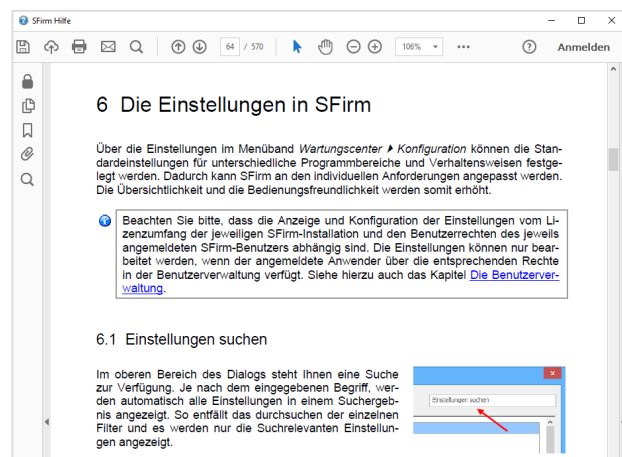 SFirm Hilfe
64 / 570
106%
Anmelden
6 Die Einstellungen in SFirm
Über die Einstellungen im Menüband Wartungscenter ▶ Konfiguration können die Stan-
dardeinstellungen für unterschiedliche Programmbereiche und Verhaltensweisen festge-
legt werden. Dadurch kann SFirm an den individuellen Anforderungen angepasst werden.
Die Übersichtlichkeit und die Bedienungsfreundlichkeit werden somit erhöht.
Beachten Sie bitte, dass die Anzeige und Konfiguration der Einstellungen vom Li-
zenzumfang der jeweiligen SFirm-Installation und den Benutzerrechten des jeweils
angemeldeten SFirm-Benutzers abhängig sind. Die Einstellungen können nur bear-
beitet werden, wenn der angemeldete Anwender über die entsprechenden Rechte
in der Benutzerverwaltung verfügt. Siehe hierzu auch das Kapitel Die Benutzerver-
waltung.
6.1 Einstellungen suchen
Im oberen Bereich des Dialogs steht Ihnen eine Suche
zur Verfügung. Je nach dem eingegebenen Begriff, wer-
den automatisch alle Einstellungen in einem Suchergeb-
nis angezeigt. So entfällt das durchsuchen der einzelnen
Filter und es werden nur die Suchrelevanten Einstellun-
gen angezeigt.
Einstellungen suchen